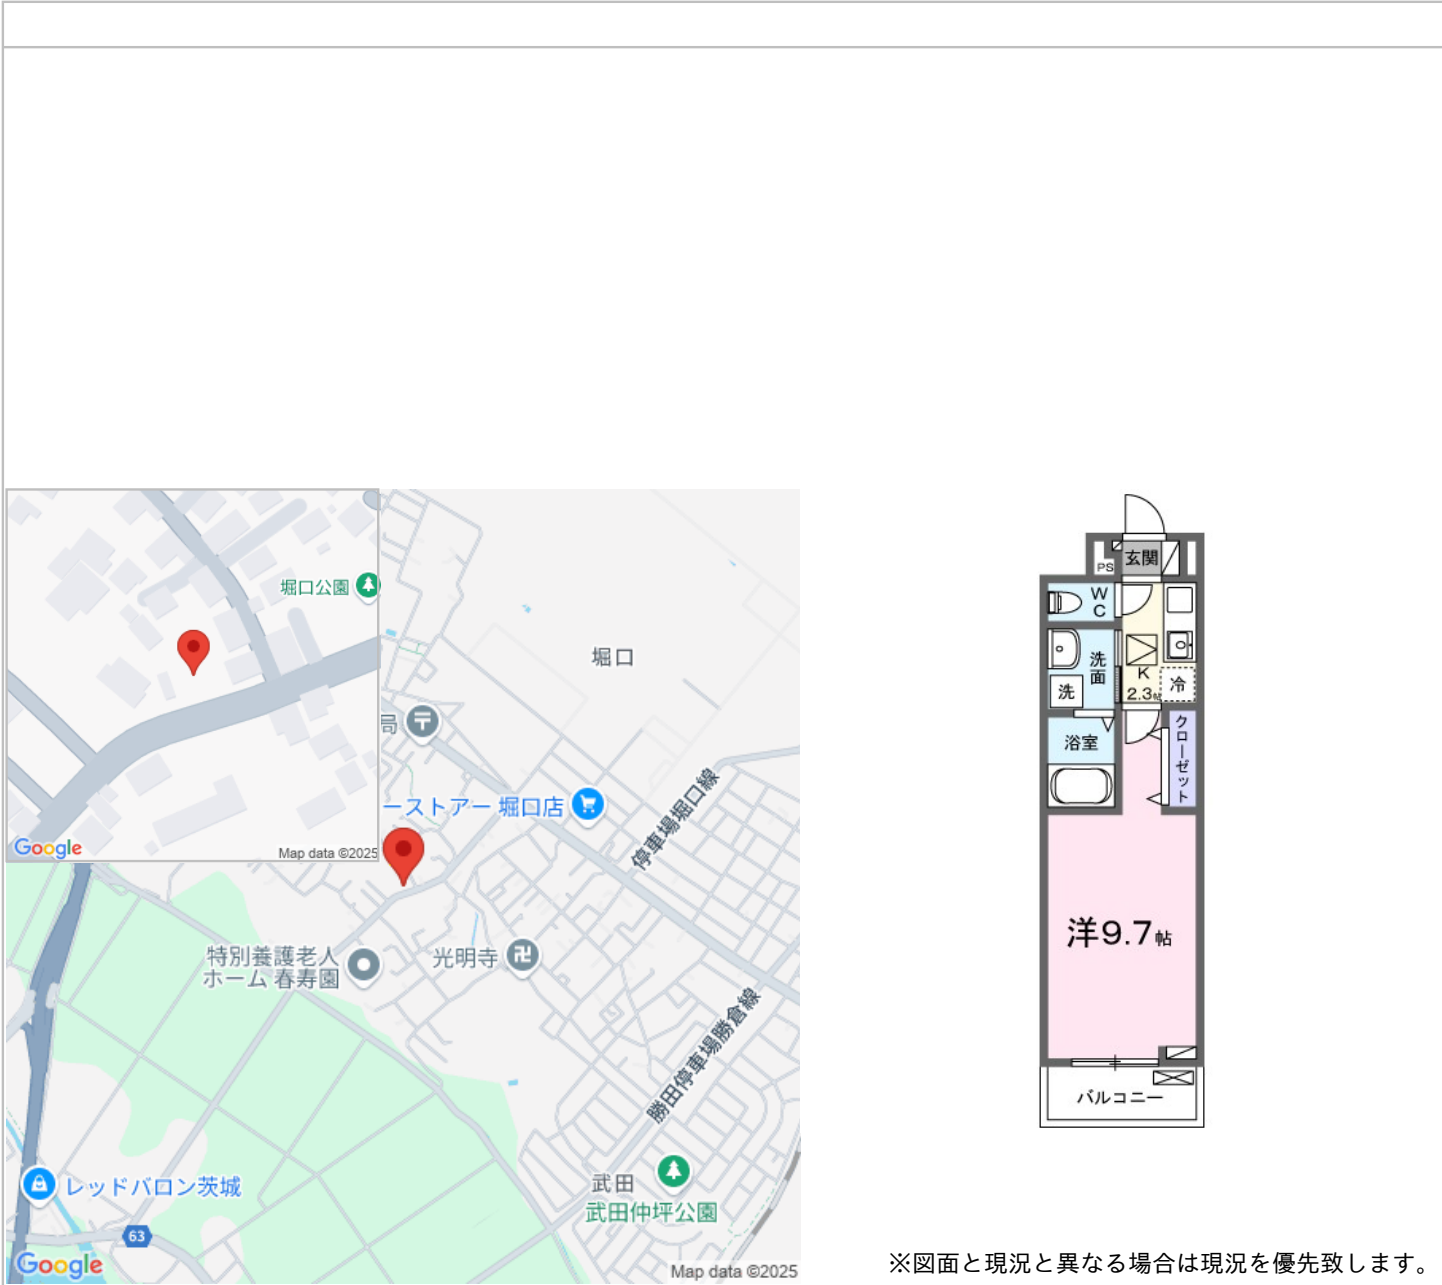 堀口公園
Google
Map data ©2025
堀口
局
ーストアー 堀口店
停車場堀口線
特別養護老人
ホーム 春寿園
光明寺
勝田停車場勝倉線
武田
武田仲坪公園
レッドバロン茨城
63
Google
Map data ©2025
玄関
PS
WC
洗面
洗
K
2.3帖
冷
浴室
クローゼット
洋9.7帖
バルコニー
※図面と現況と異なる場合は現況を優先致します。